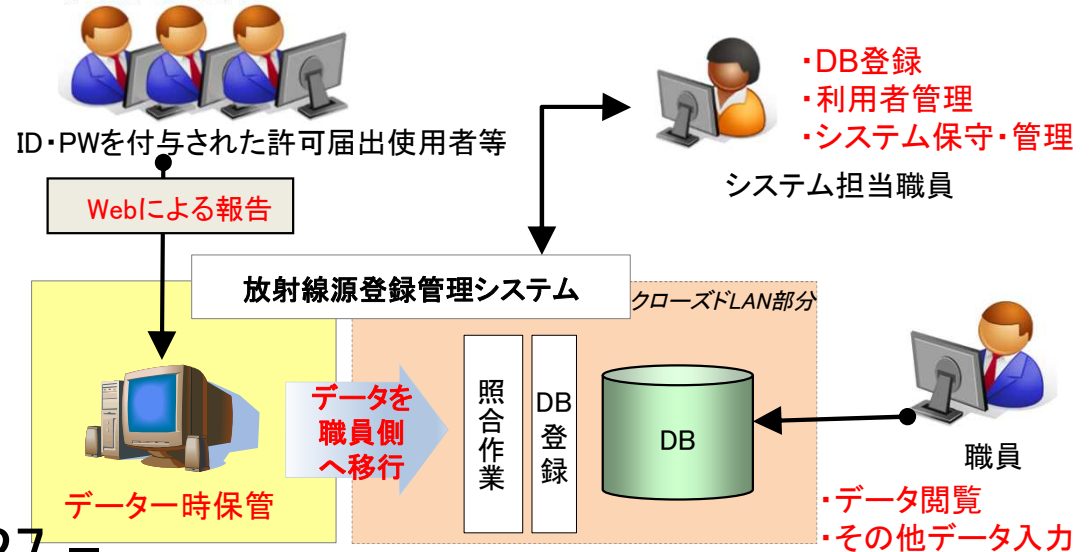 ID・PWを付与された許可届出使用者等
・DB登録
・利用者管理
・システム保守・管理
システム担当職員
Webによる報告
放射線源登録管理システム
クローズドLAN部分
データを
職員側
へ移行
照合作業
DB登録
DB
データ一時保管
職員
・データ閲覧
・その他データ入力